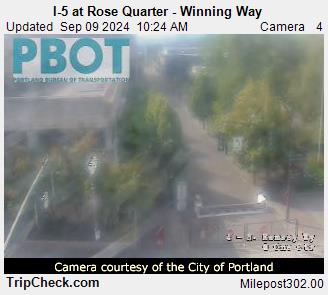 I-5 at Rose Quarter - Winning Way
Updated Sep 09 2024 10:24 AM Camera 4
PBOT
PORTLAND BUREAU OF TRANSPORTATION
Camera courtesy of the City of Portland
TripCheck.com Milepost302.00